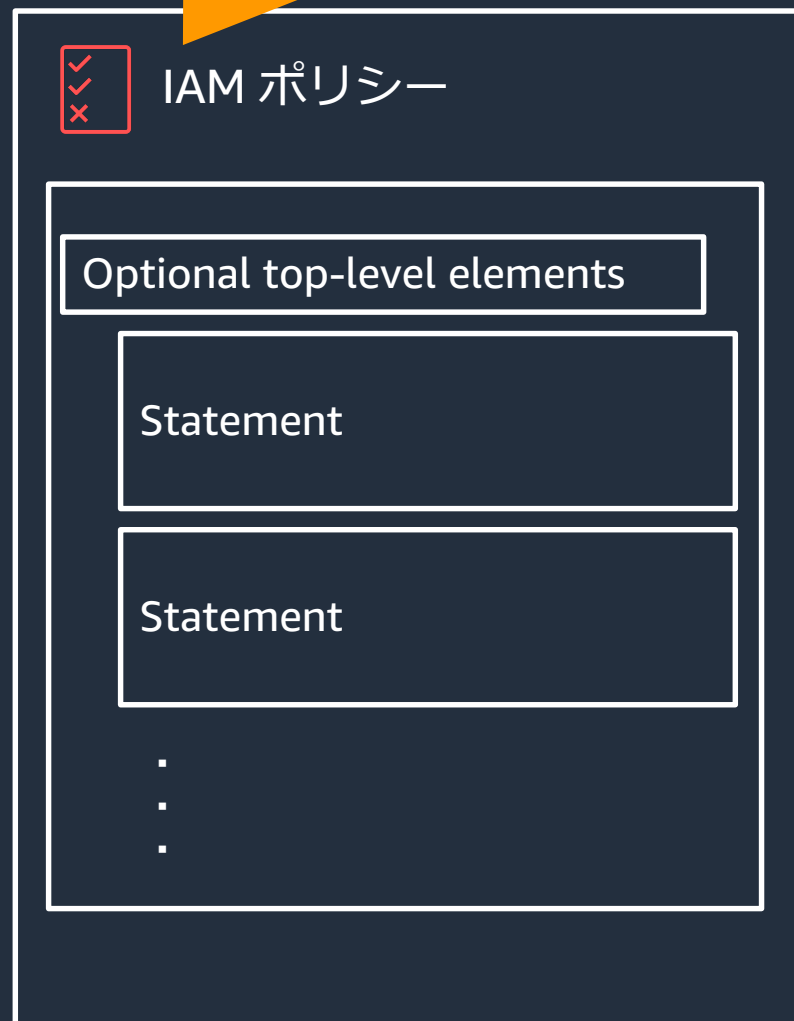 IAM ポリシー
Optional top-level elements
Statement
Statement
.
.
.